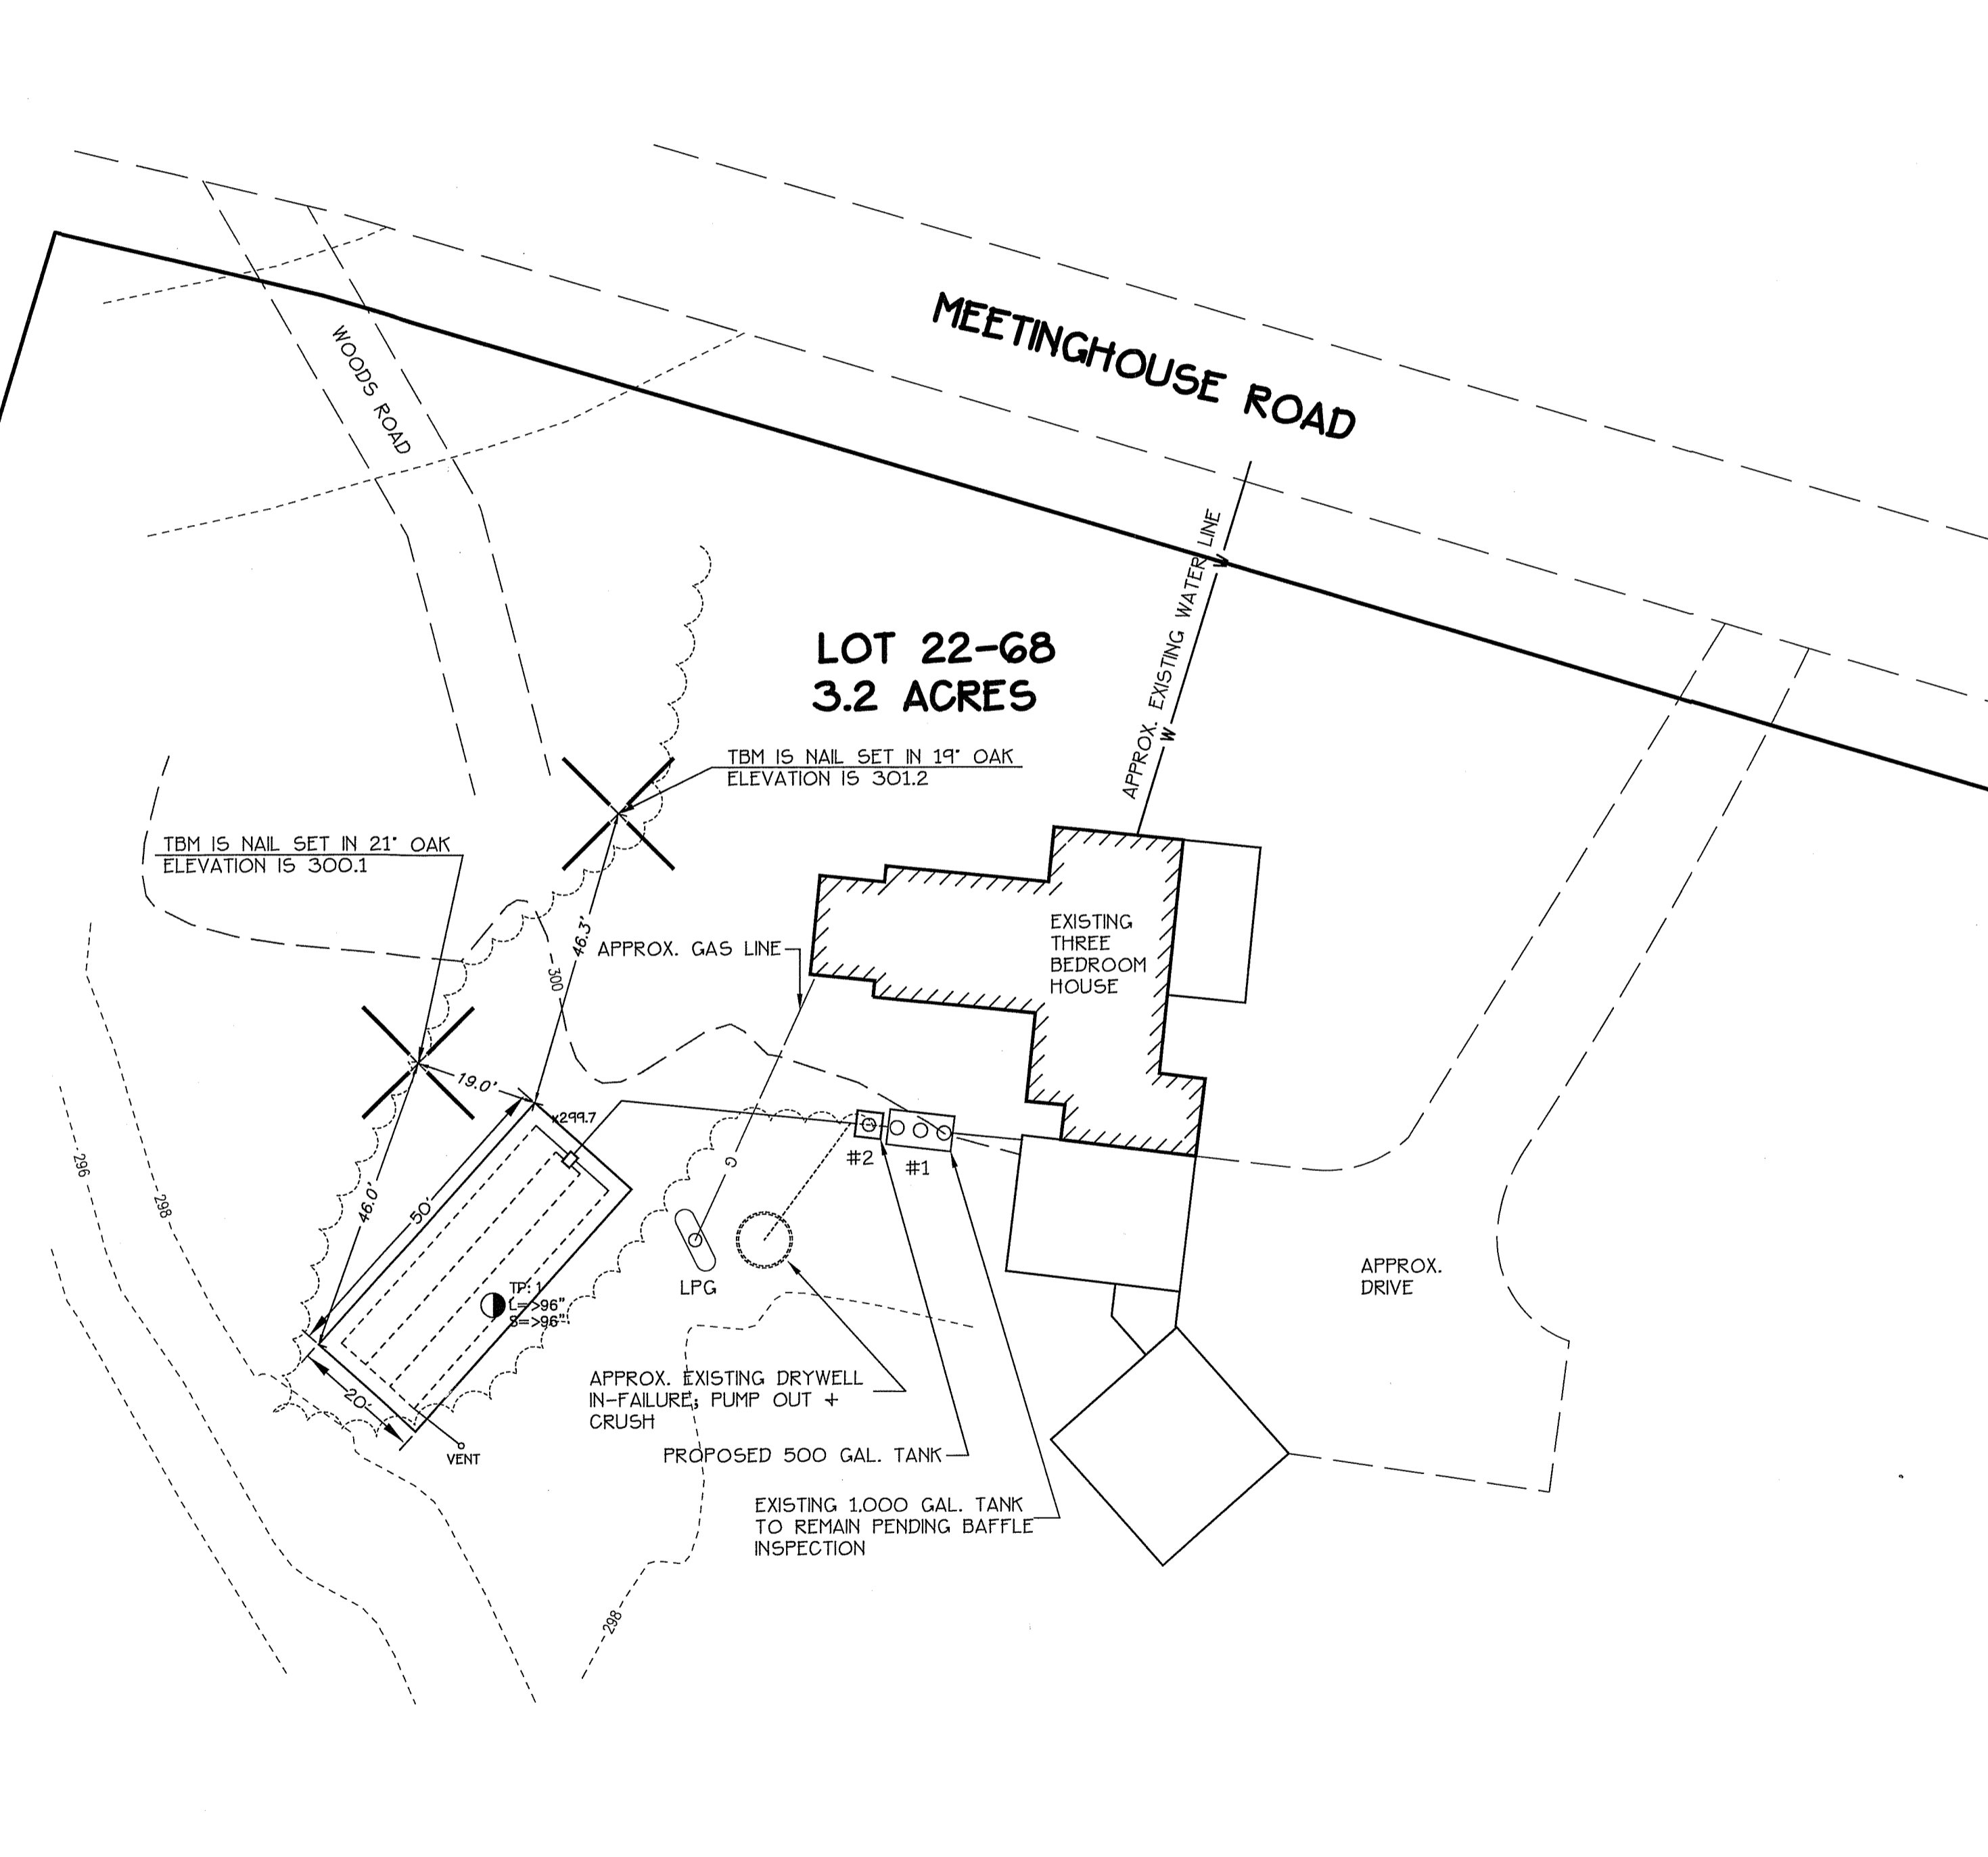 MEETINGHOUSE ROAD
WOODS ROAD
APPROX. EXISTING WATER LINE
W
W
LOT 22-68
3.2 ACRES
TBM IS NAIL SET IN 19" OAK
ELEVATION IS 301.2
TBM IS NAIL SET IN 21" OAK
ELEVATION IS 300.1
46.3'
300
APPROX. GAS LINE
EXISTING
THREE
BEDROOM
HOUSE
19.0'
x299.7
#2
#1
G
296
298
46.0'
50'
LPG
TP: 1
L=>96"
S=>96"
APPROX.
DRIVE
20'
VENT
APPROX. EXISTING DRYWELL
IN-FAILURE; PUMP OUT +
CRUSH
PROPOSED 500 GAL. TANK
EXISTING 1,000 GAL. TANK
TO REMAIN PENDING BAFFLE
INSPECTION
298